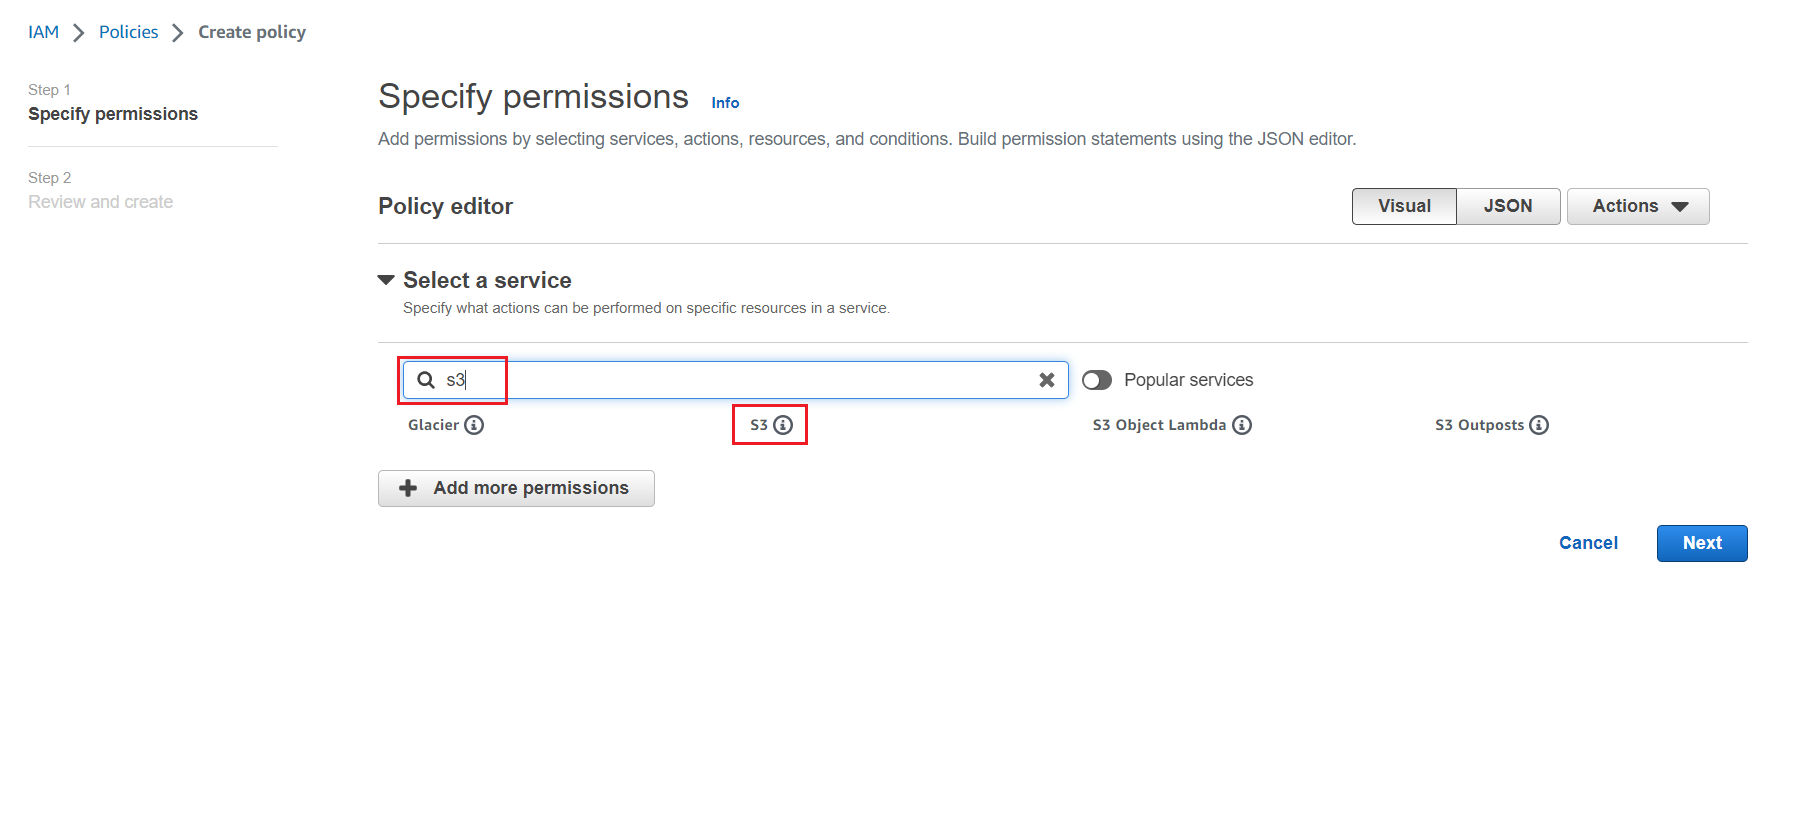 IAM > Policies > Create policy
Step 1
Specify permissions
Step 2
Review and create
Specify permissions Info
Add permissions by selecting services, actions, resources, and conditions. Build permission statements using the JSON editor.
Policy editor
Visual JSON Actions
Select a service
Specify what actions can be performed on specific resources in a service.
s3
Popular services
Glacier S3 S3 Object Lambda S3 Outposts
Add more permissions
Cancel Next